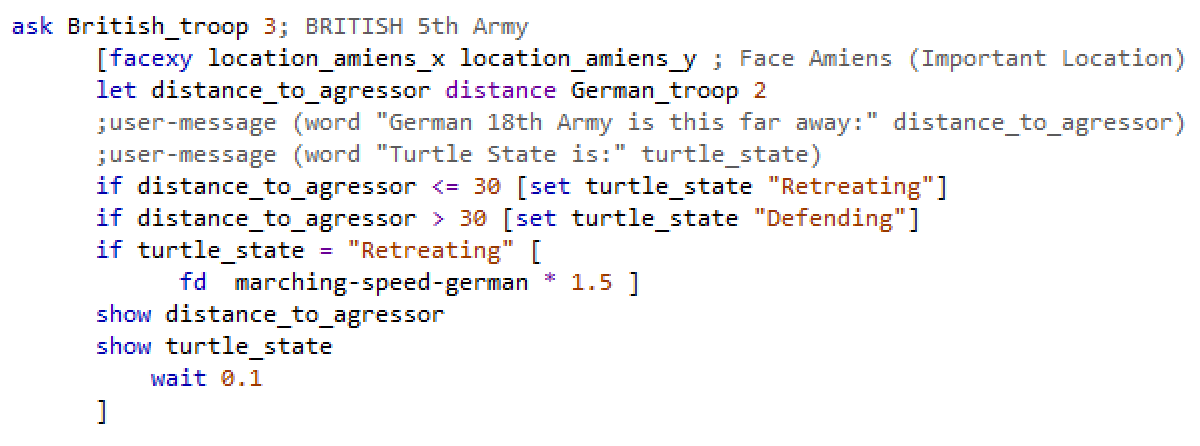 ask British_troop 3; BRITISH 5th Army
[facexy location_amiens_x location_amiens_y ; Face Amiens (Important Location)
let distance_to_agressor distance German_troop 2
;user-message (word "German 18th Army is this far away:" distance_to_agressor)
;user-message (word "Turtle State is:" turtle_state)
if distance_to_agressor <= 30 [set turtle_state "Retreating"]
if distance_to_agressor > 30 [set turtle_state "Defending"]
if turtle_state = "Retreating" [
fd  marching-speed-german * 1.5 ]
show distance_to_agressor
show turtle_state
wait 0.1
]